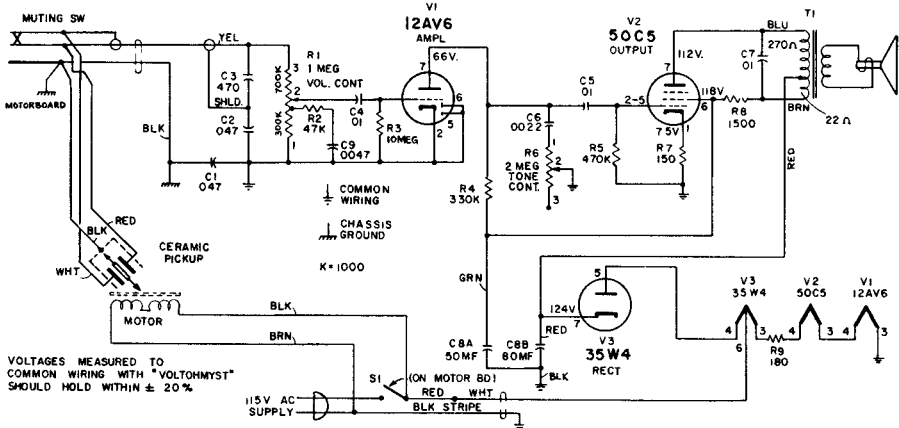 MUTING SW
MOTORBOARD
YEL
C3
470
SHLD.
C2
047
BLK
C1
047
R1
1 MEG
VOL. CONT
3
700K
2
300K
1
R2
47K
C9
0047
C4
01
R3
10MEG
V1
12AV6
AMPL
66V.
7
6
5
2
COMMON
WIRING
CHASSIS
GROUND
K=1000
V2
50C5
OUTPUT
112V.
7
C5
01
2-5
118V
6
75V
1
C6
0022
R6
2 MEG
TONE
CONT.
1
2
3
R5
470K
R7
150
R8
1500
R4
330K
BLU
T1
270Ω
C7
01
BRN
22Ω
RED
RED
BLK
WHT
CERAMIC
PICKUP
MOTOR
BLK
BRN
GRN
C8A
50MF
124V
RED
C8B
80MF
BLK
5
7
V3
35W4
RECT
V3
35W4
V2
50C5
V1
12AV6
4
3
6
R9
180
4
3
4
3
VOLTAGES MEASURED TO
COMMON WIRING WITH "VOLTOHMYST"
SHOULD HOLD WITHIN ± 20%
115V AC
SUPPLY
S1
(ON MOTOR BD)
RED
WHT
BLK STRIPE